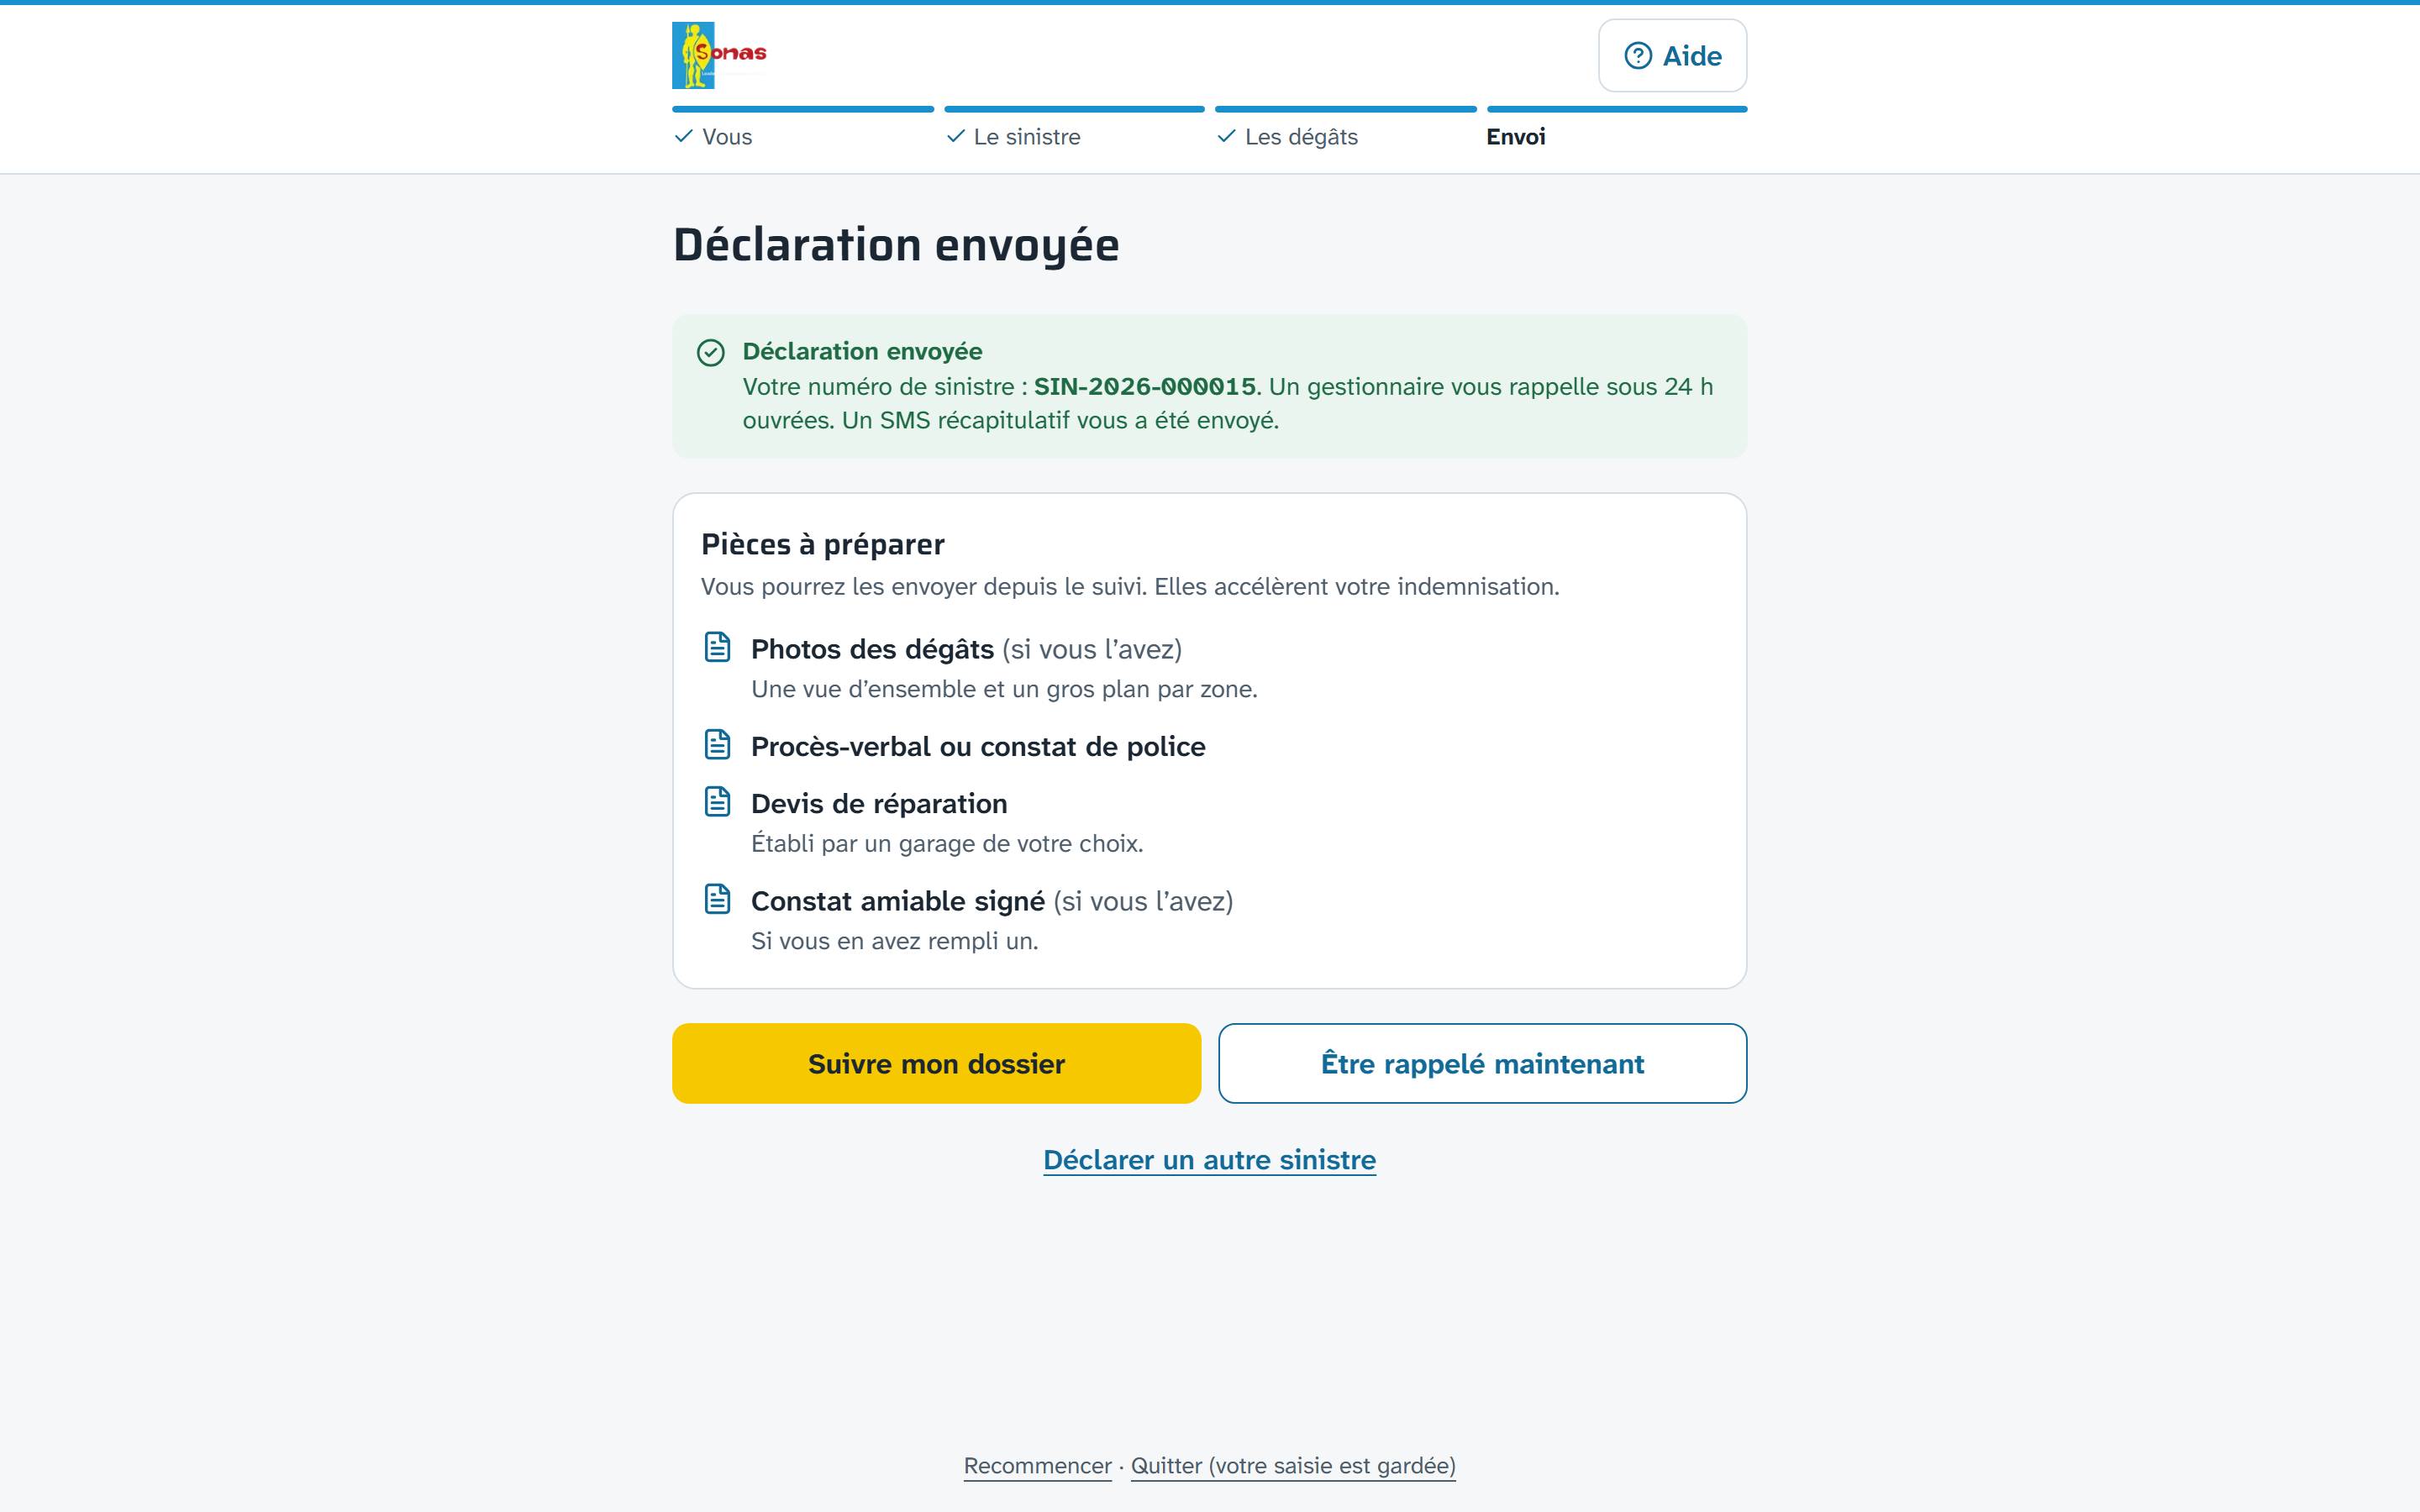 Sonas
Aide
Vous
Le sinistre
Les dégâts
Envoi
Déclaration envoyée
Déclaration envoyée
Votre numéro de sinistre : SIN-2026-000015. Un gestionnaire vous rappelle sous 24 h
ouvrées. Un SMS récapitulatif vous a été envoyé.
Pièces à préparer
Vous pourrez les envoyer depuis le suivi. Elles accélèrent votre indemnisation.
Photos des dégâts (si vous l’avez)
Une vue d’ensemble et un gros plan par zone.
Procès-verbal ou constat de police
Devis de réparation
Établi par un garage de votre choix.
Constat amiable signé (si vous l’avez)
Si vous en avez rempli un.
Suivre mon dossier
Être rappelé maintenant
Déclarer un autre sinistre
Recommencer · Quitter (votre saisie est gardée)